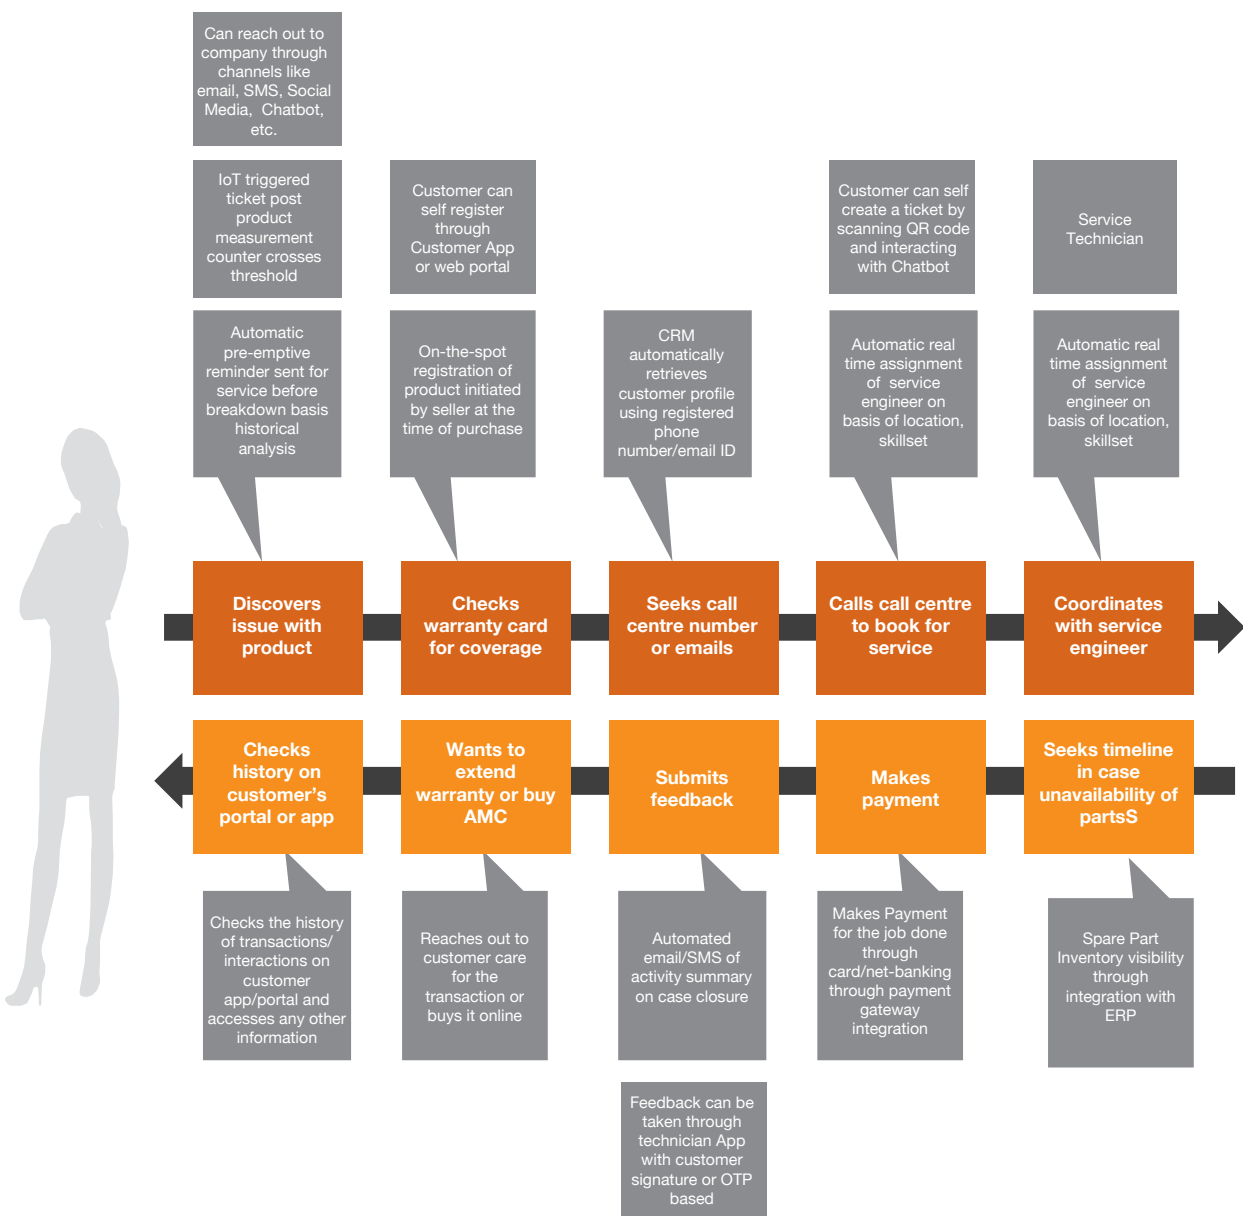 Can reach out to
company through
channels like
email, SMS, Social
Media, Chatbot,
etc.
IoT triggered
ticket post
product
measurement
counter crosses
threshold
Customer can
self register
through
Customer App
or web portal
Customer can self
create a ticket by
scanning QR code
and interacting
with Chatbot
Service
Technician
Automatic
pre-emptive
reminder sent for
service before
breakdown basis
historical
analysis
On-the-spot
registration of
product initiated
by seller at the
time of purchase
CRM
automatically
retrieves
customer profile
using registered
phone
number/email ID
Automatic real
time assignment
of service
engineer on
basis of location,
skillset
Automatic real
time assignment
of service
engineer on
basis of location,
skillset
Discovers
issue with
product
Checks
warranty card
for coverage
Seeks call
centre number
or emails
Calls call centre
to book for
service
Coordinates
with service
engineer
Checks
history on
customer’s
portal or app
Wants to
extend
warranty or buy
AMC
Submits
feedback
Makes
payment
Seeks timeline
in case
unavailability of
partsS
Checks the history
of transactions/
interactions on
customer
app/portal and
accesses any other
information
Reaches out to
customer care
for the
transaction or
buys it online
Automated
email/SMS of
activity summary
on case closure
Makes Payment
for the job done
through
card/net-banking
through payment
gateway
integration
Spare Part
Inventory visibility
through
integration with
ERP
Feedback can be
taken through
technician App
with customer
signature or OTP
based